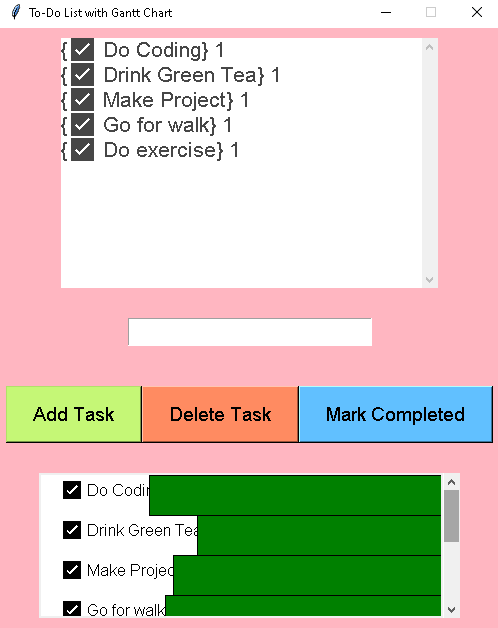 To-Do List with Gantt Chart
{☑ Do Coding} 1
{☑ Drink Green Tea} 1
{☑ Make Project} 1
{☑ Go for walk} 1
{☑ Do exercise} 1
Add Task Delete Task Mark Completed
☑ Do Codin
☑ Drink Green Tea
☑ Make Projec
☑ Go for walk